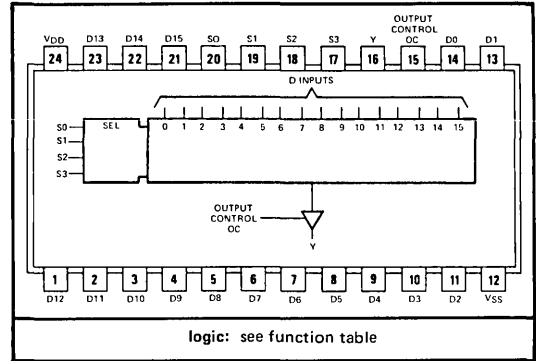 OUTPUT
CONTROL
VDD D13 D14 D15 SO S1 S2 S3 Y OC D0 D1
24 23 22 21 20 19 18 17 16 15 14 13
D INPUTS
SEL 0 1 2 3 4 5 6 7 8 9 10 11 12 13 14 15
S0
S1
S2
S3
OUTPUT
CONTROL
OC
Y
1 2 3 4 5 6 7 8 9 10 11 12
D12 D11 D10 D9 D8 D7 D6 D5 D4 D3 D2 VSS
logic: see function table